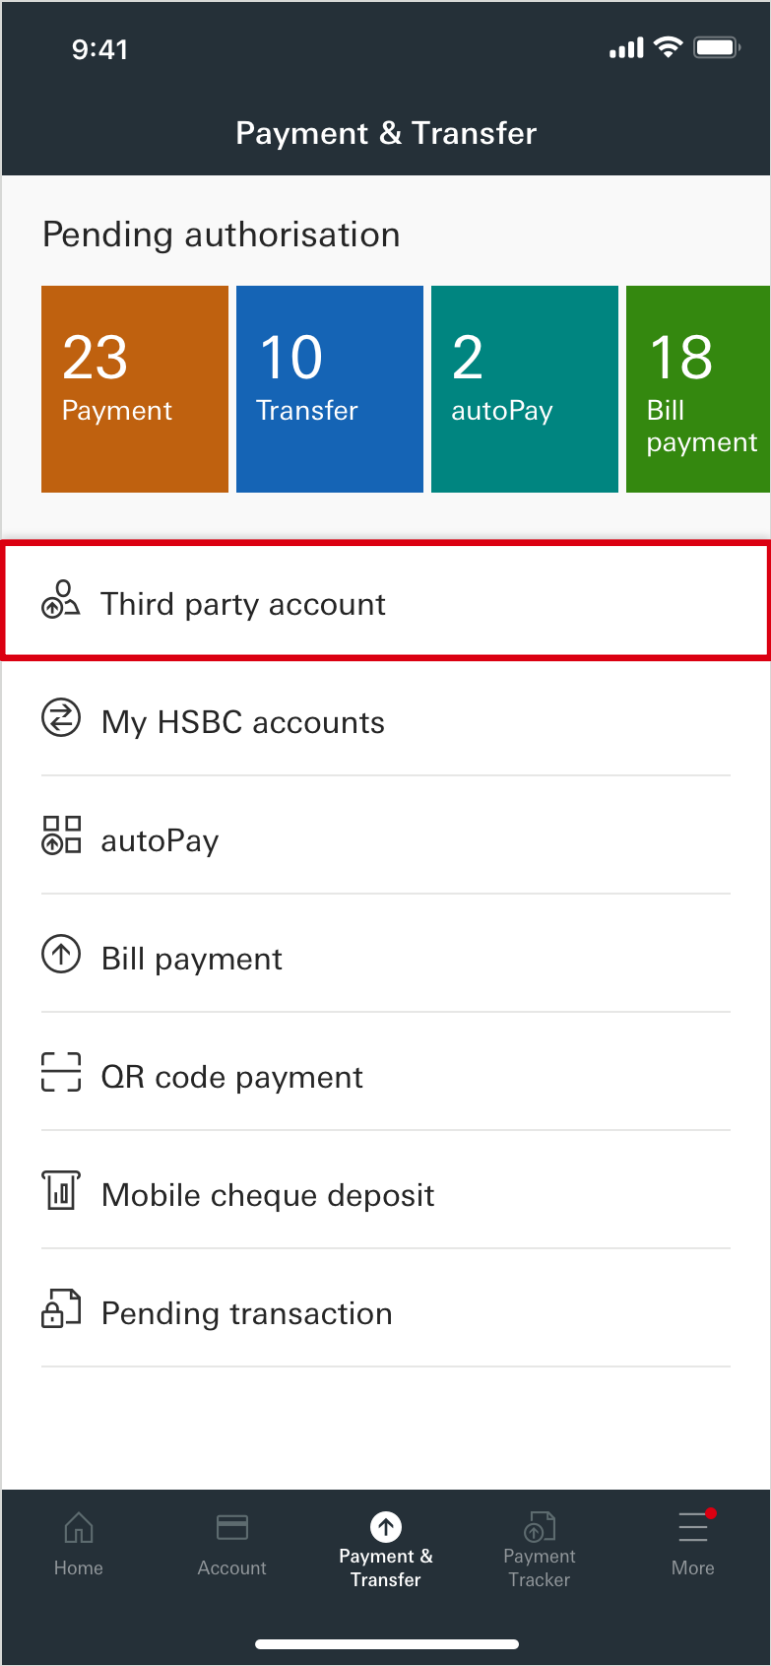 9:41
Payment & Transfer
Pending authorisation
23
Payment
10
Transfer
2
autoPay
18
Bill
payment
Third party account
My HSBC accounts
autoPay
Bill payment
QR code payment
Mobile cheque deposit
Pending transaction
Home
Account
Payment &
Transfer
Payment
Tracker
More